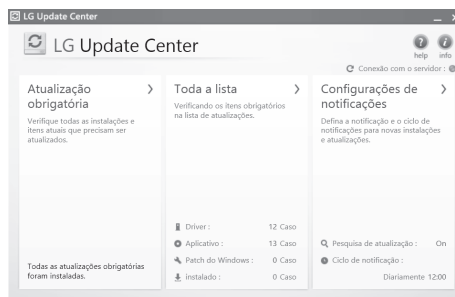 LG Update Center
LG Update Center
help info
Conexão com o servidor :
Atualização
obrigatória
Verifique todas as instalações e
itens atuais que precisam ser
atualizados.
Todas as atualizações obrigatórias
foram instaladas.
Toda a lista
Verificando os itens obrigatórios
na lista de atualizações.
Driver : 12 Caso
Aplicativo : 13 Caso
Patch do Windows : 0 Caso
instalado : 0 Caso
Configurações de
notificações
Defina a notificação e o ciclo de
notificações para novas instalações
e atualizações.
Pesquisa de atualização : On
Ciclo de notificação :
Diariamente 12:00